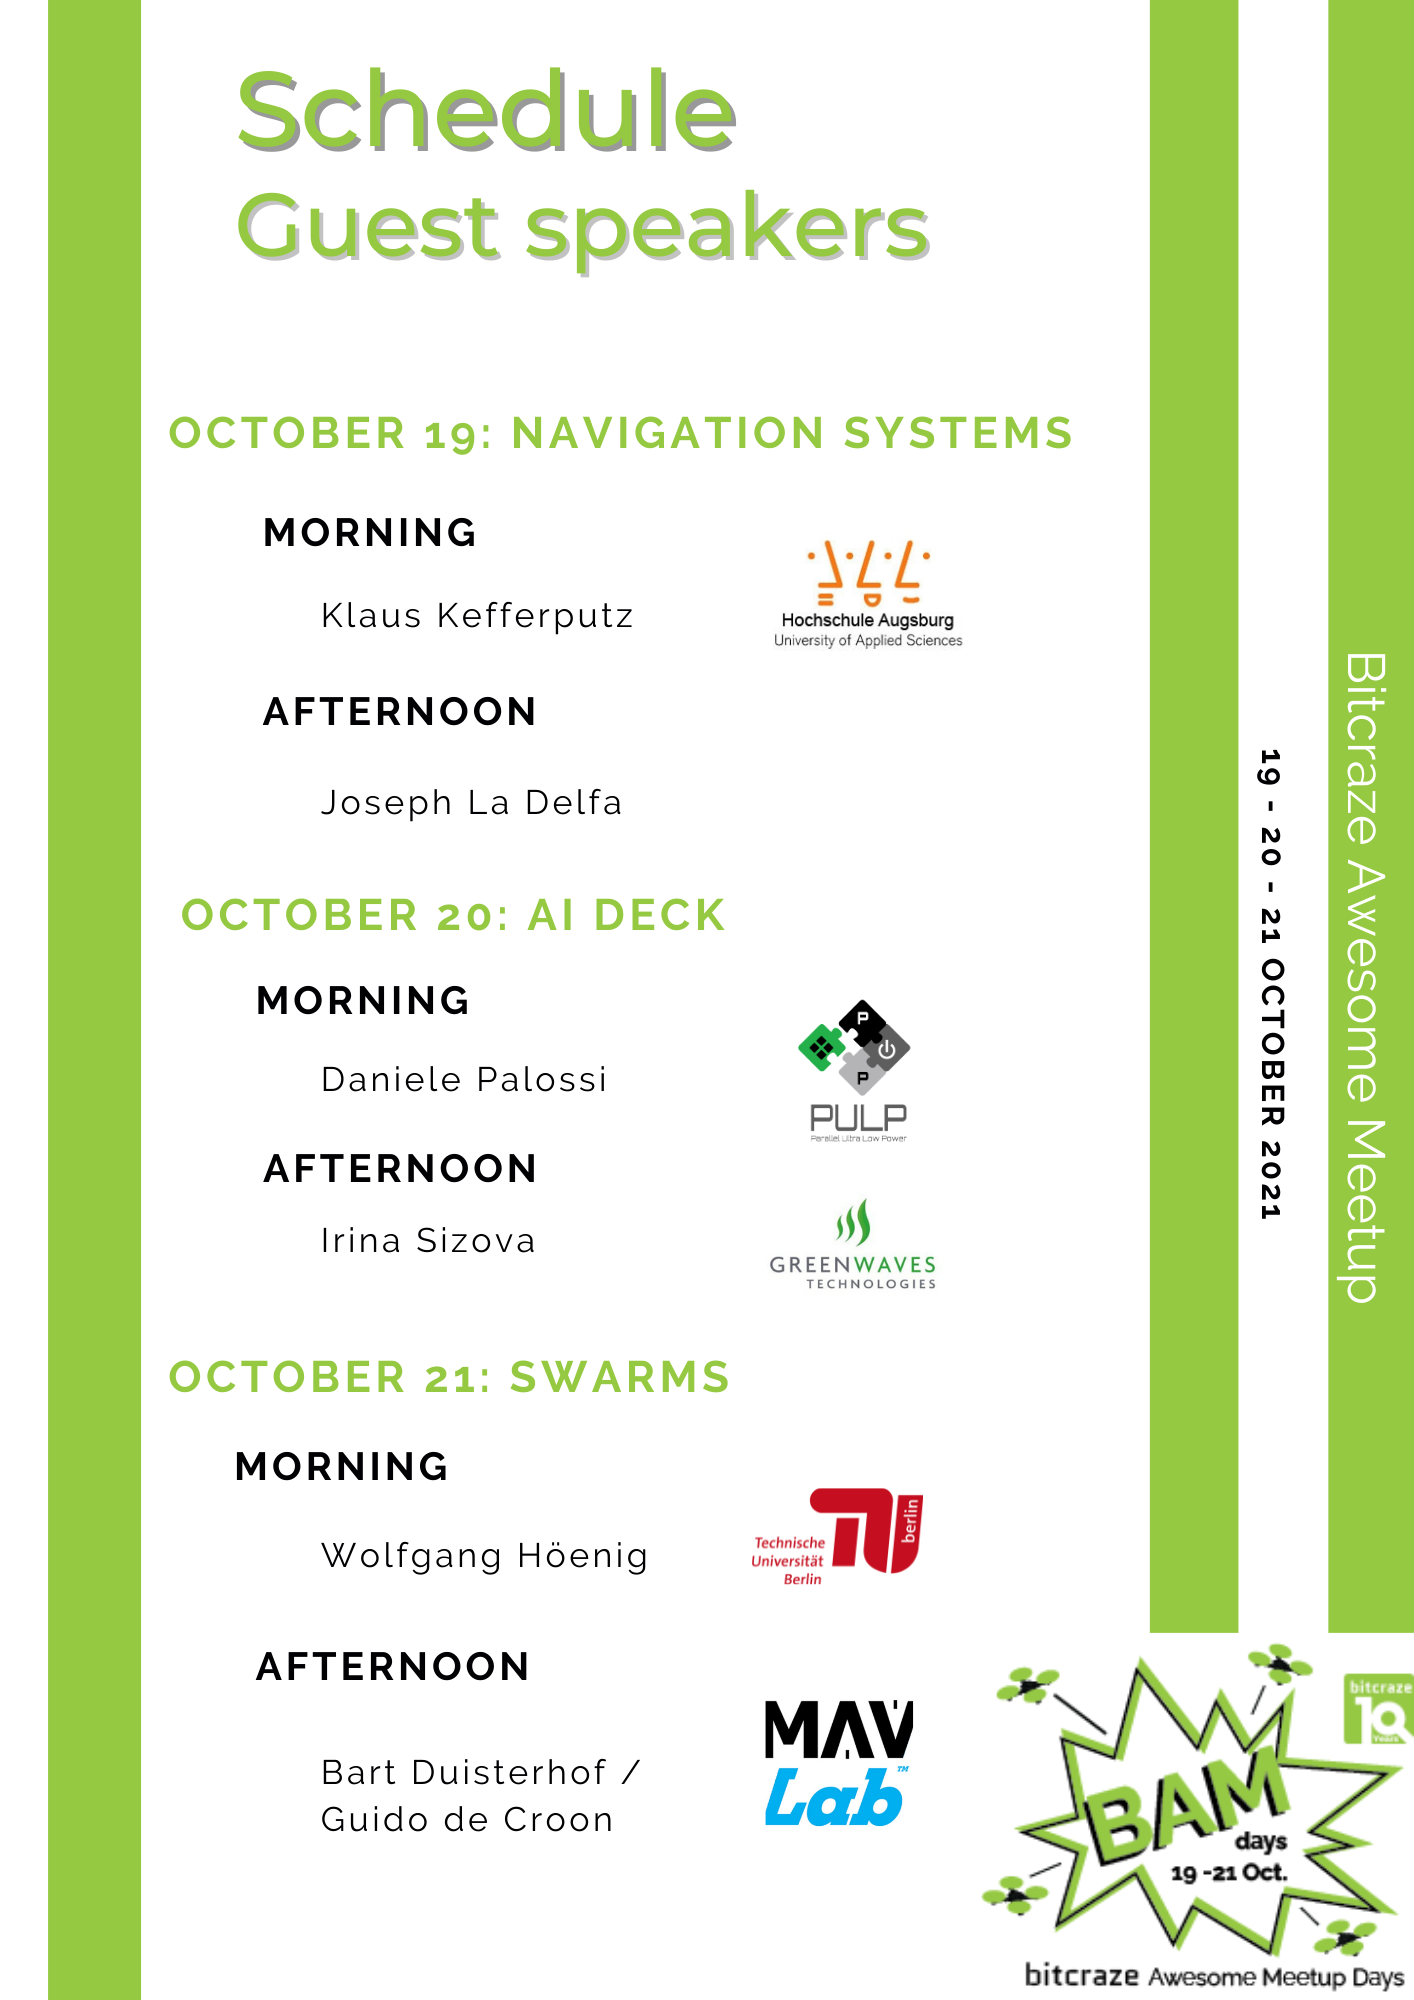 Schedule
Guest speakers
OCTOBER 19: NAVIGATION SYSTEMS
MORNING
Klaus Kefferputz
Hochschule Augsburg
University of Applied Sciences
AFTERNOON
Joseph La Delfa
OCTOBER 20: AI DECK
MORNING
Daniele Palossi
P
P
PULP
Parallel Ultra Low Power
AFTERNOON
Irina Sizova
GREENWAVES
TECHNOLOGIES
OCTOBER 21: SWARMS
MORNING
Wolfgang Höenig
Technische
Universität
Berlin
berlin
AFTERNOON
Bart Duisterhof /
Guido de Croon
MAV
Lab™
19 - 20 - 21 OCTOBER 2021
Bitcraze Awesome Meetup
bitcraze
10
Years
BAM
days
19 -21 Oct.
bitcraze Awesome Meetup Days